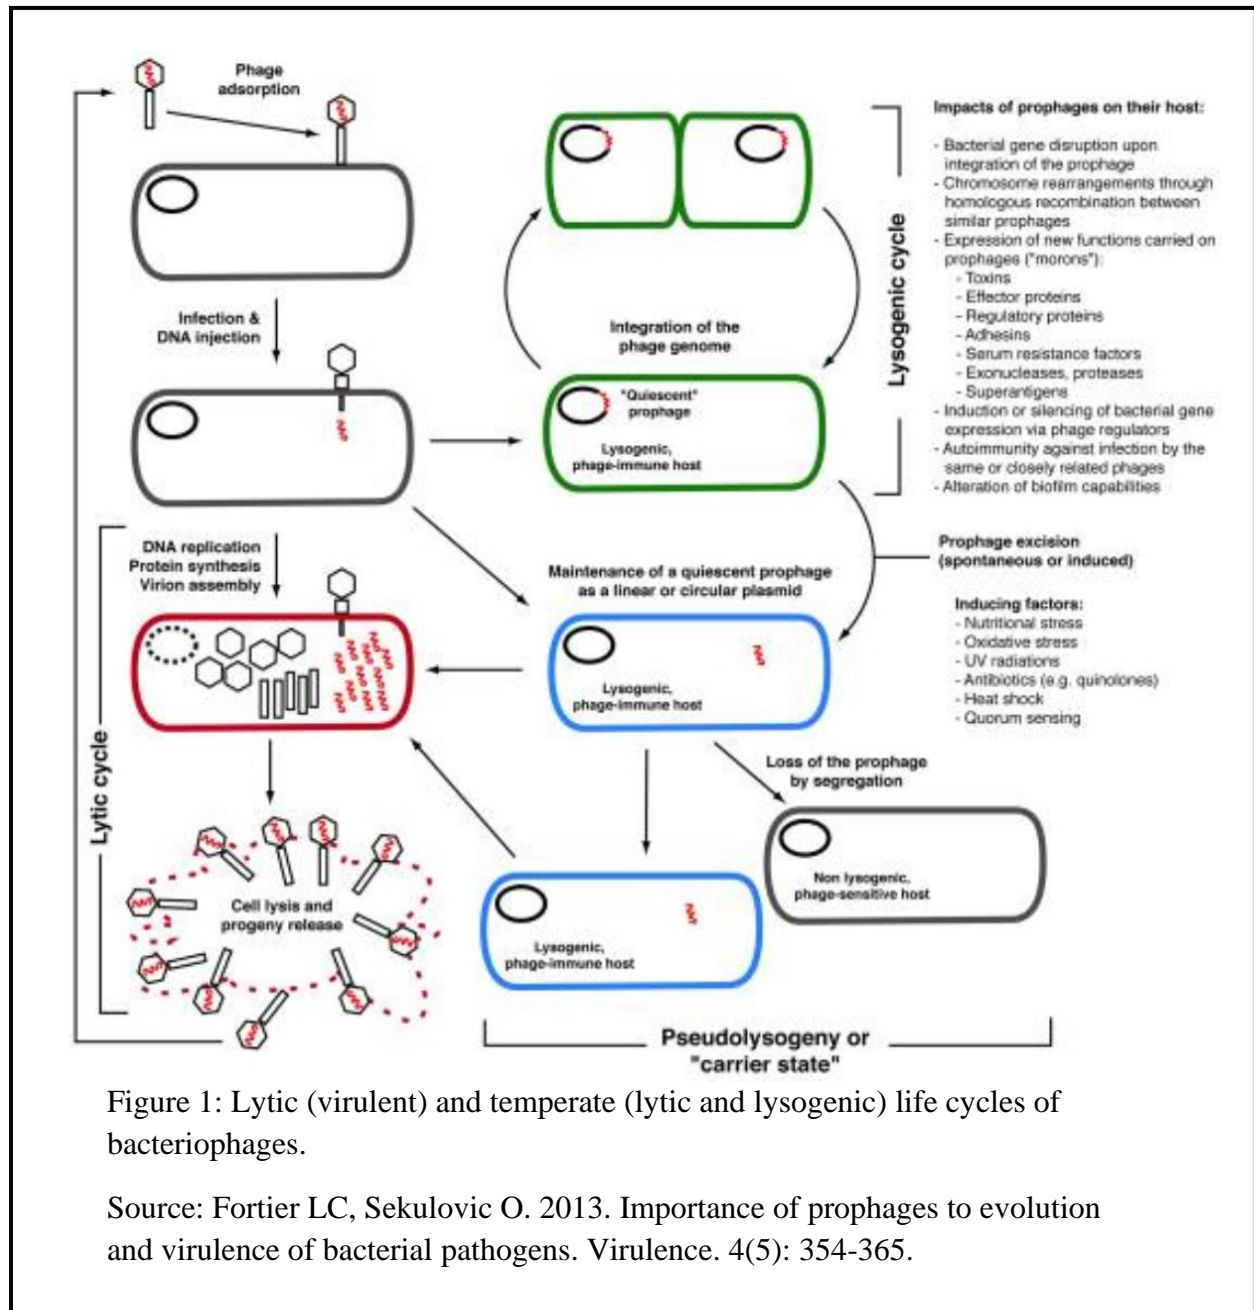 Phage
adsorption
Infection &
DNA injection
DNA replication
Protein synthesis
Virion assembly
Lytic cycle
Cell lysis and
progeny release
Integration of the
phage genome
"Quiescent"
prophage
Lysogenic,
phage-immune host
Lysogenic cycle
Maintenance of a quiescent prophage
as a linear or circular plasmid
Lysogenic,
phage-immune host
Loss of the prophage
by segregation
Non lysogenic,
phage-sensitive host
Lysogenic,
phage-immune host
Pseudolysogeny or
"carrier state"
Impacts of prophages on their host:
- Bacterial gene disruption upon
integration of the prophage
- Chromosome rearrangements through
homologous recombination between
similar prophages
- Expression of new functions carried on
prophages ("morons"):
- Toxins
- Effector proteins
- Regulatory proteins
- Adhesins
- Serum resistance factors
- Exonucleases, proteases
- Superantigens
- Induction or silencing of bacterial gene
expression via phage regulators
- Autoimmunity against infection by the
same or closely related phages
- Alteration of biofilm capabilities
Prophage excision
(spontaneous or induced)
Inducing factors:
- Nutritional stress
- Oxidative stress
- UV radiations
- Antibiotics (e.g. quinolones)
- Heat shock
- Quorum sensing
Figure 1: Lytic (virulent) and temperate (lytic and lysogenic) life cycles of
bacteriophages.
Source: Fortier LC, Sekulovic O. 2013. Importance of prophages to evolution
and virulence of bacterial pathogens. Virulence. 4(5): 354-365.